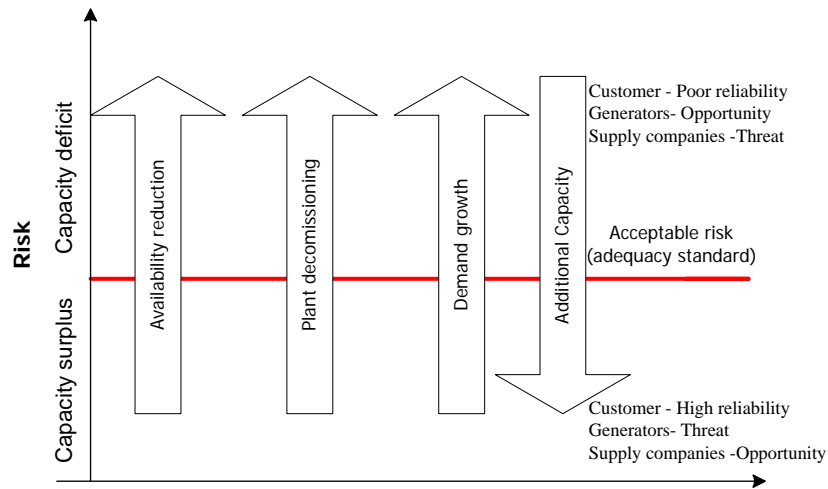 Risk
Capacity deficit
Capacity surplus
Availability reduction
Plant decomissioning
Demand growth
Additional Capacity
Customer - Poor reliability
Generators- Opportunity
Supply companies -Threat
Acceptable risk
(adequacy standard)
Customer - High reliability
Generators- Threat
Supply companies -Opportunity